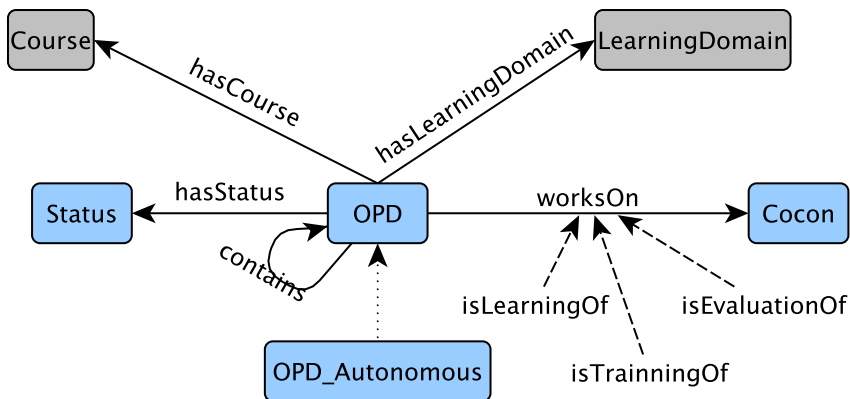 Course
LearningDomain
hasCourse
hasLearningDomain
Status
hasStatus
OPD
worksOn
Cocon
contains
isLearningOf
isEvaluationOf
OPD_Autonomous
isTrainningOf